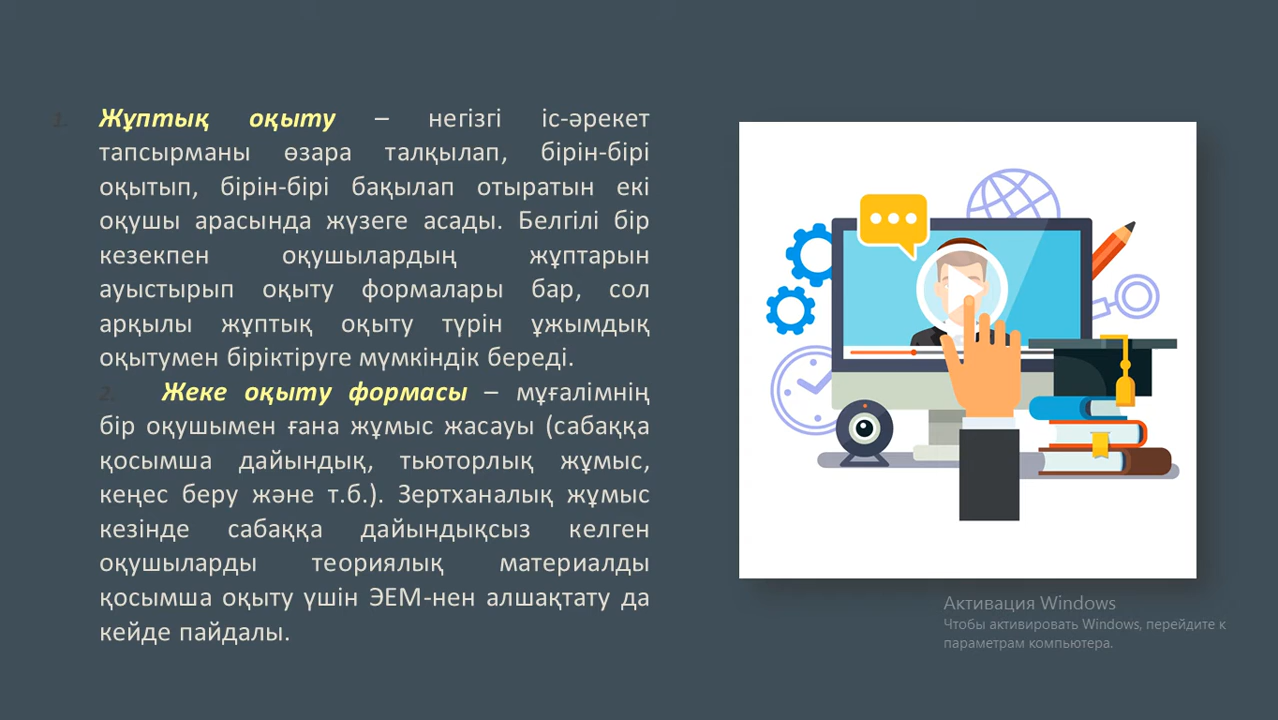 1. Жұптық оқыту – негізгі іс-әрекет
тапсырманы өзара талқылап, бірін-бірі
оқытып, бірін-бірі бақылап отыратын екі
оқушы арасында жүзеге асады. Белгілі бір
кезекпен оқушылардың жұптарын
ауыстырып оқыту формалары бар, сол
арқылы жұптық оқыту түрін ұжымдық
оқытумен біріктіруге мүмкіндік береді.
2. Жеке оқыту формасы – мұғалімнің
бір оқушымен ғана жұмыс жасауы (сабаққа
қосымша дайындық, тьюторлық жұмыс,
кеңес беру және т.б.). Зертханалық жұмыс
кезінде сабаққа дайындықсыз келген
оқушыларды теориялық материалды
қосымша оқыту үшін ЭЕМ-нен алшақтату да
кейде пайдалы.
Активация Windows
Чтобы активировать Windows, перейдите к
параметрам компьютера.